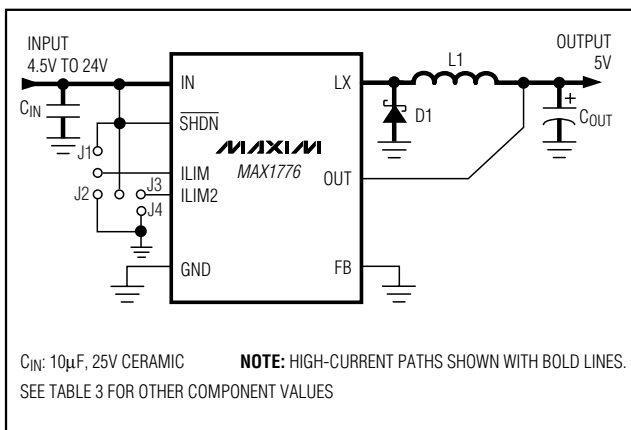 INPUT
4.5V TO 24V
OUTPUT
5V
L1
IN
LX
CIN
D1
+
COUT
SHDN
J1
MAXIM
MAX1776
ILIM
OUT
J2
J3
ILIM2
J4
GND
FB
CIN: 10μF, 25V CERAMIC
NOTE: HIGH-CURRENT PATHS SHOWN WITH BOLD LINES.
SEE TABLE 3 FOR OTHER COMPONENT VALUES